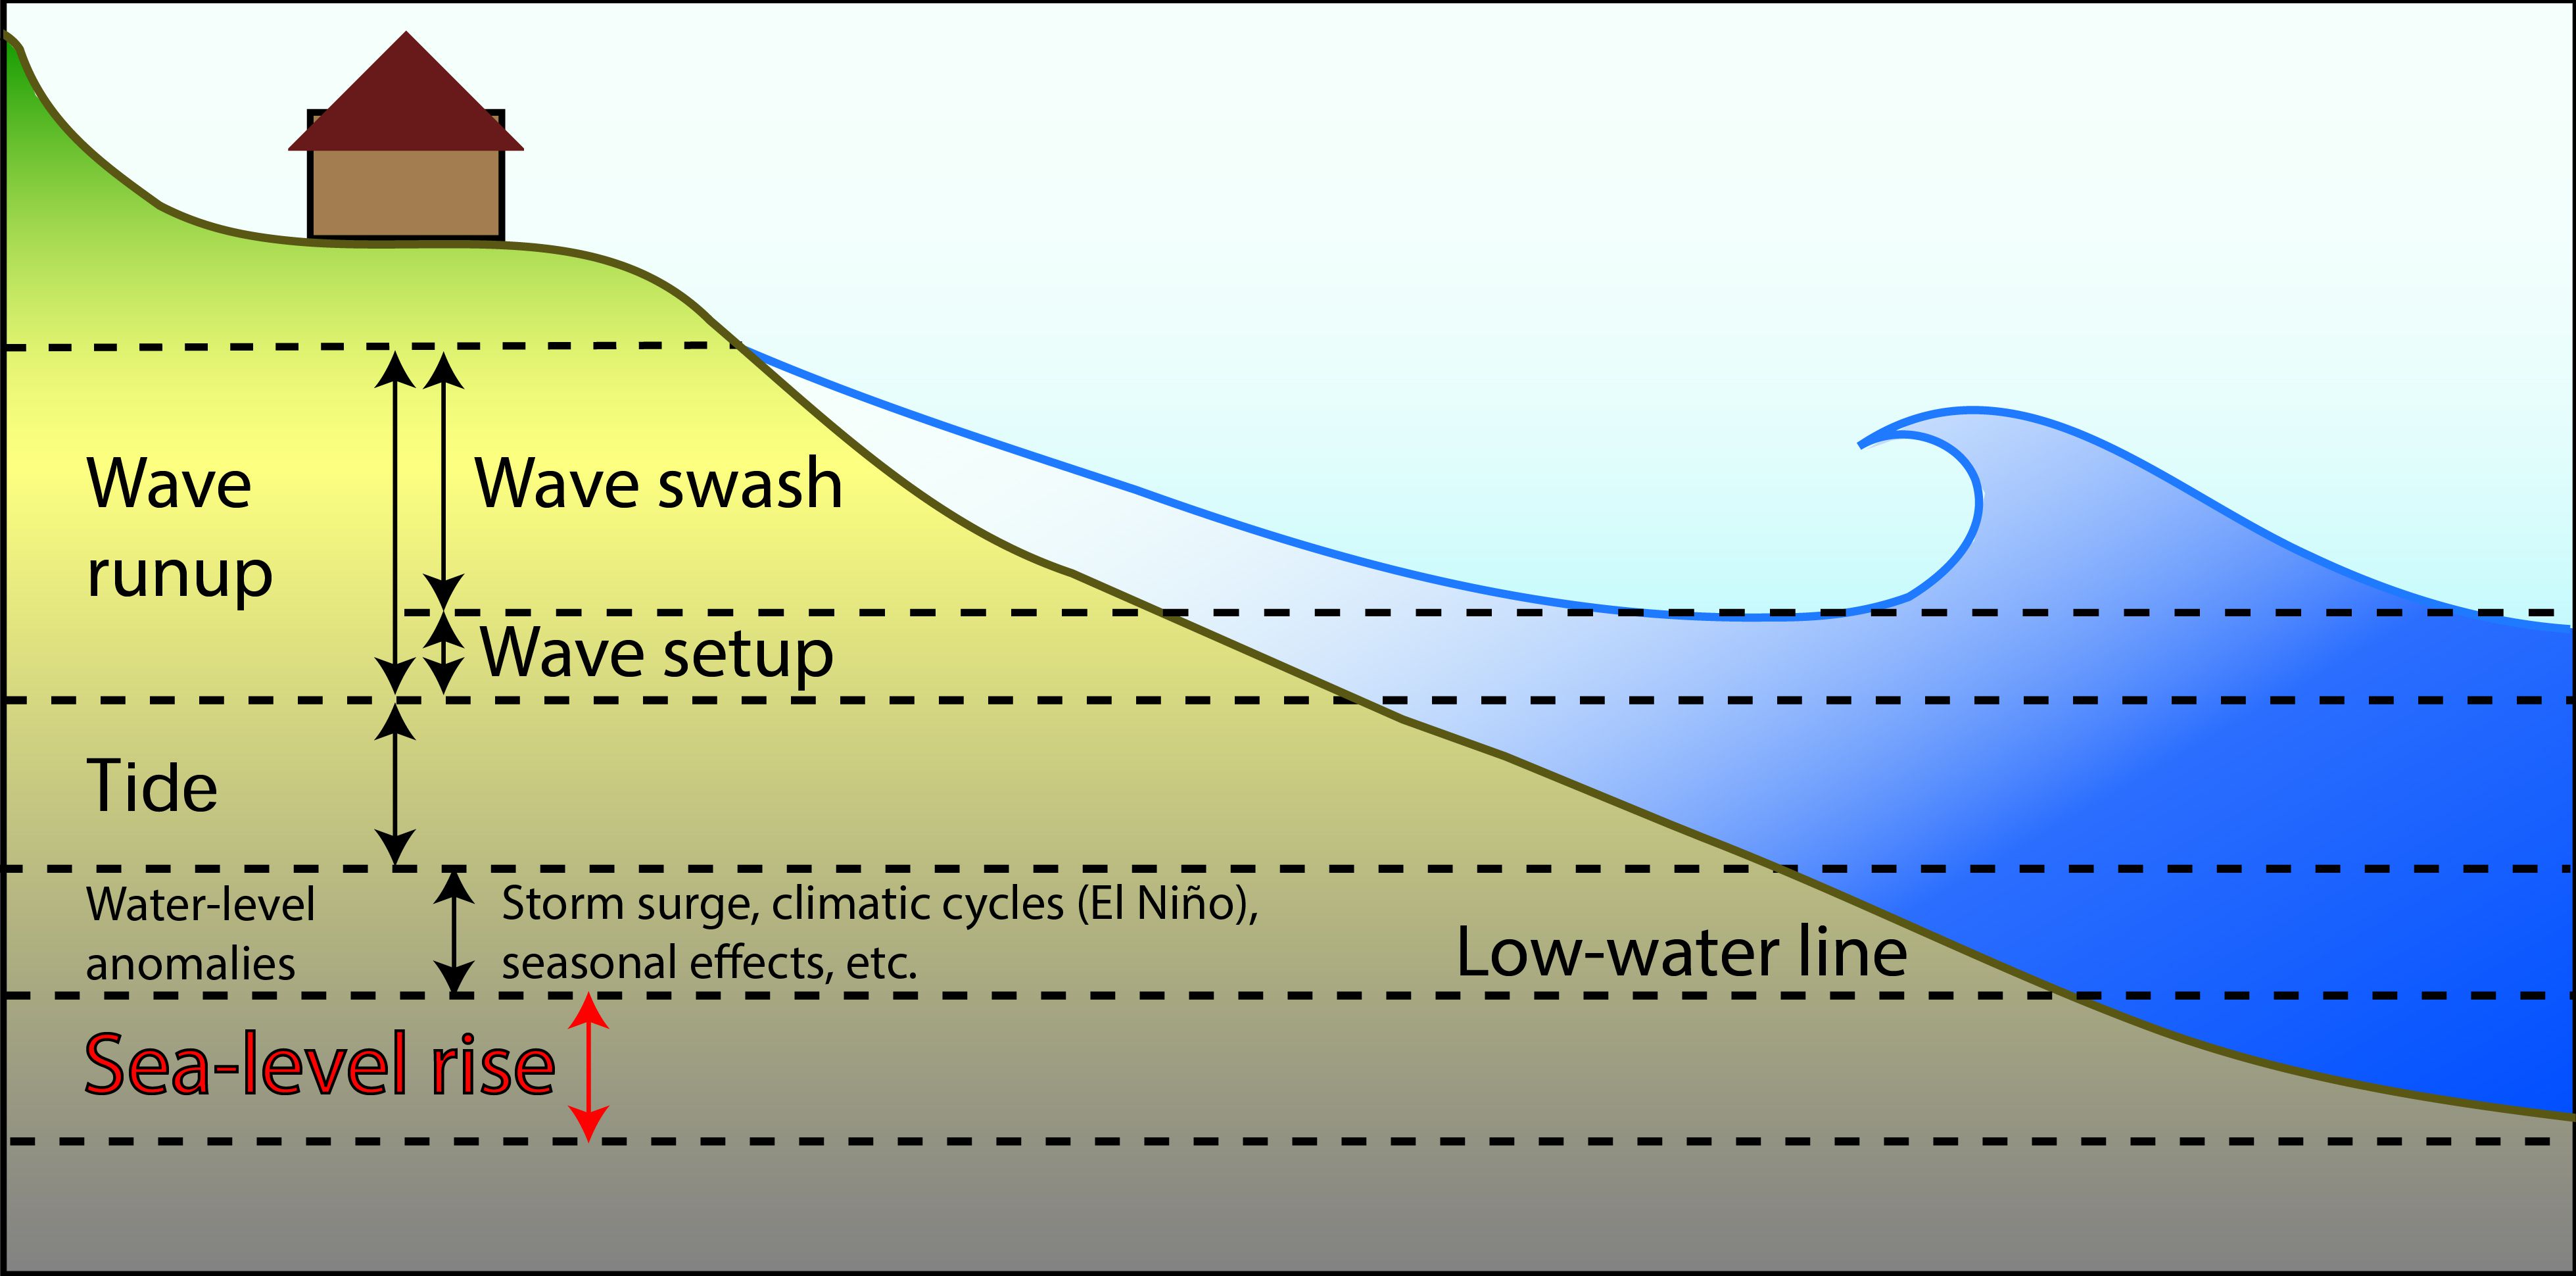 Wave
runup
Wave swash
Wave setup
Tide
Water-level
anomalies
Storm surge, climatic cycles (El Niño),
seasonal effects, etc.
Low-water line
Sea-level rise